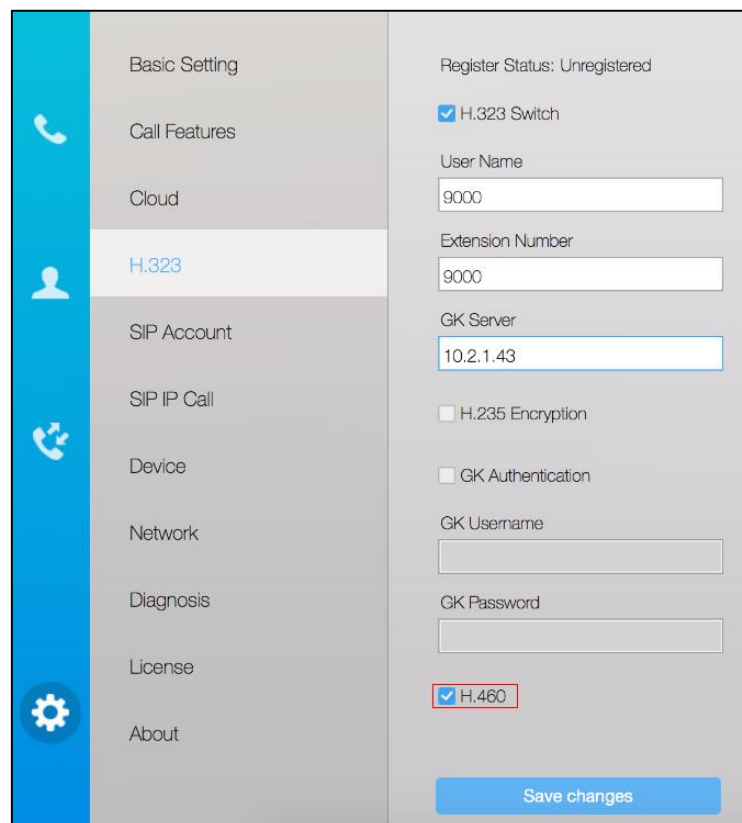 Basic Setting
Call Features
Cloud
H.323
SIP Account
SIP IP Call
Device
Network
Diagnosis
License
About
Register Status: Unregistered
H.323 Switch
User Name
9000
Extension Number
9000
GK Server
10.2.1.43
H.235 Encryption
GK Authentication
GK Username
GK Password
H.460
Save changes